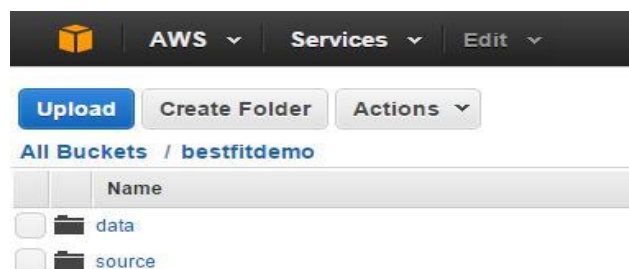 AWS Services Edit
Upload Create Folder Actions
All Buckets / bestfitdemo
Name
data
source